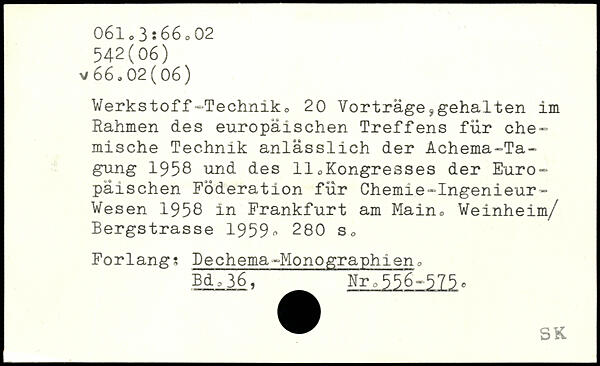 061.3:66.02
542(06)
v66.02(06)
Werkstoff-Technik. 20 Vorträge,gehalten im
Rahmen des europäischen Treffens für che-
mische Technik anlässlich der Achema-Ta-
gung 1958 und des 11.Kongresses der Euro-
päischen Föderation für Chemie-Ingenieur-
Wesen 1958 in Frankfurt am Main. Weinheim/
Bergstrasse 1959. 280 s.
Forlang: Dechema-Monographien.
Bd.36, Nr.556-575.
SK